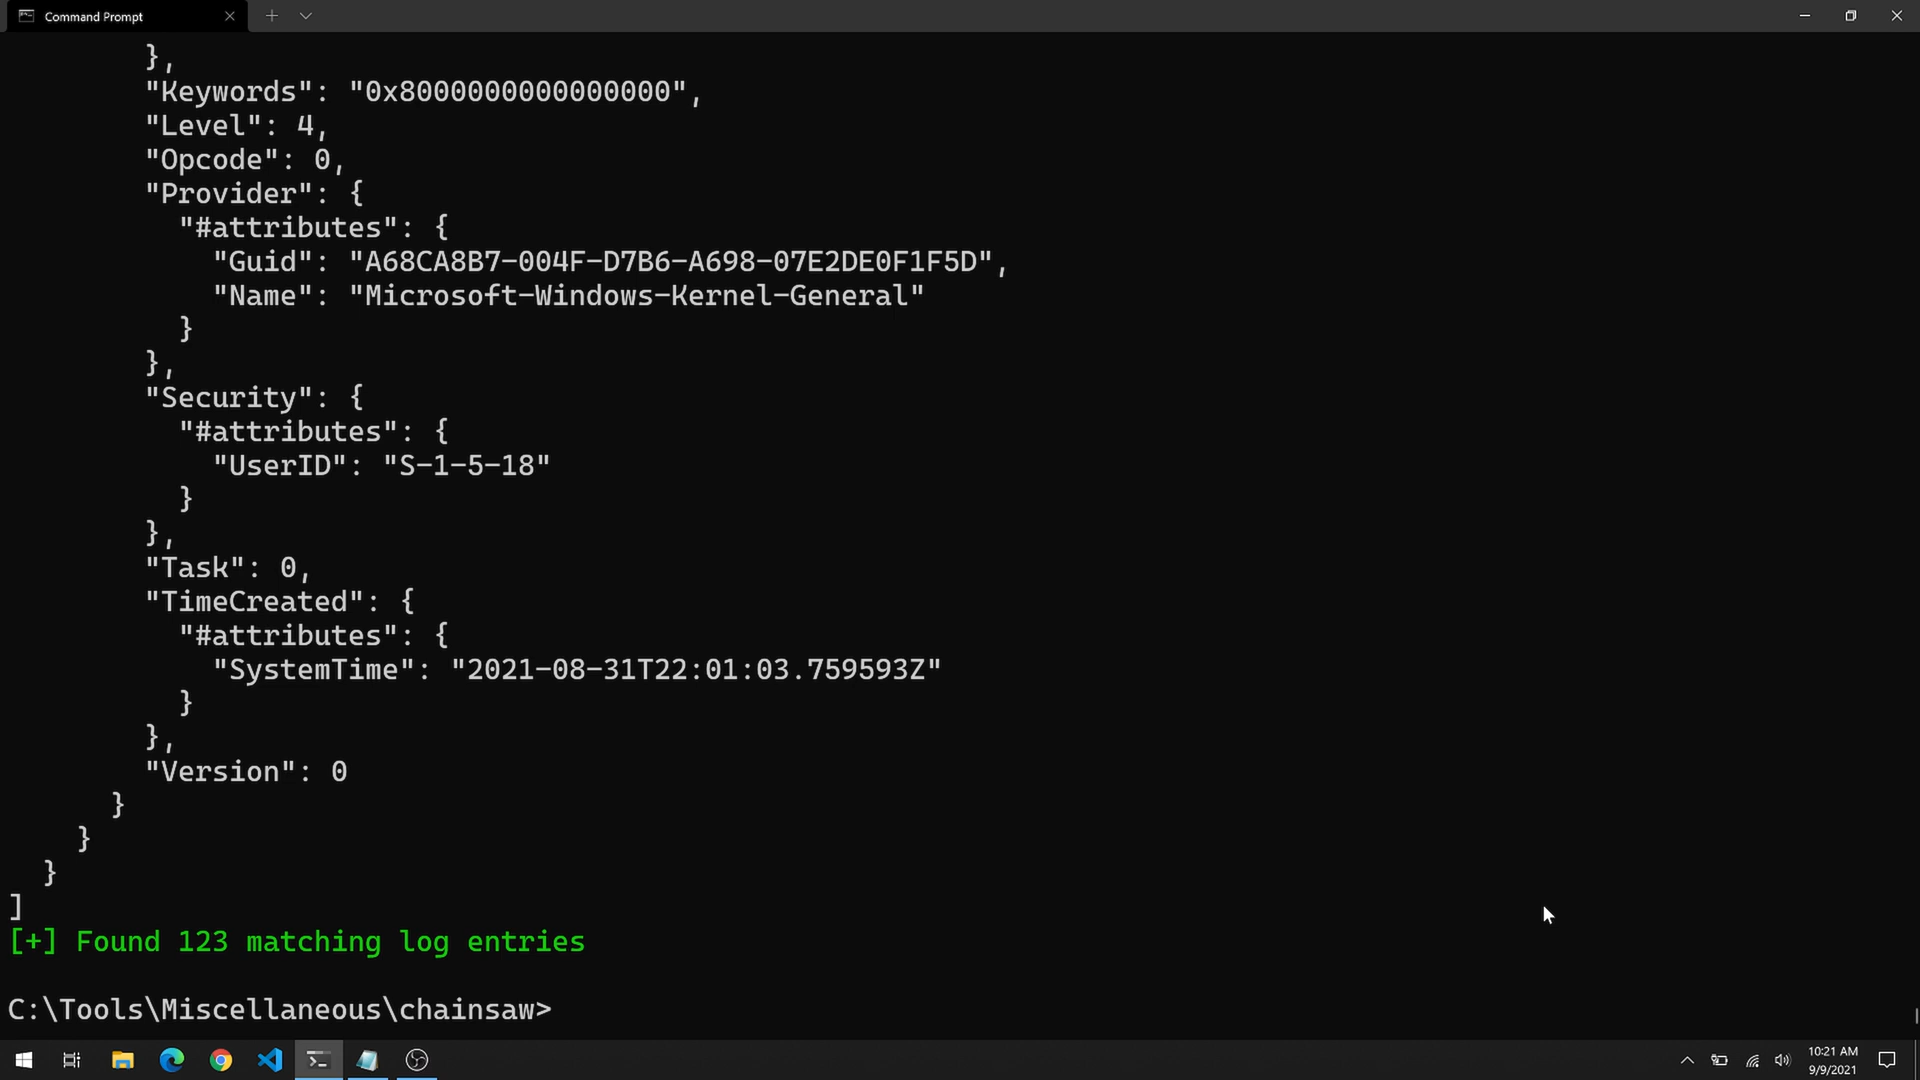 Command Prompt
},
"Keywords": "0x8000000000000000",
"Level": 4,
"Opcode": 0,
"Provider": {
"#attributes": {
"Guid": "A68CA8B7-004F-D7B6-A698-07E2DE0F1F5D",
"Name": "Microsoft-Windows-Kernel-General"
}
},
"Security": {
"#attributes": {
"UserID": "S-1-5-18"
}
},
"Task": 0,
"TimeCreated": {
"#attributes": {
"SystemTime": "2021-08-31T22:01:03.759593Z"
}
},
"Version": 0
}
}
}
]
[+] Found 123 matching log entries
C:\Tools\Miscellaneous\chainsaw>
10:21 AM
9/9/2021